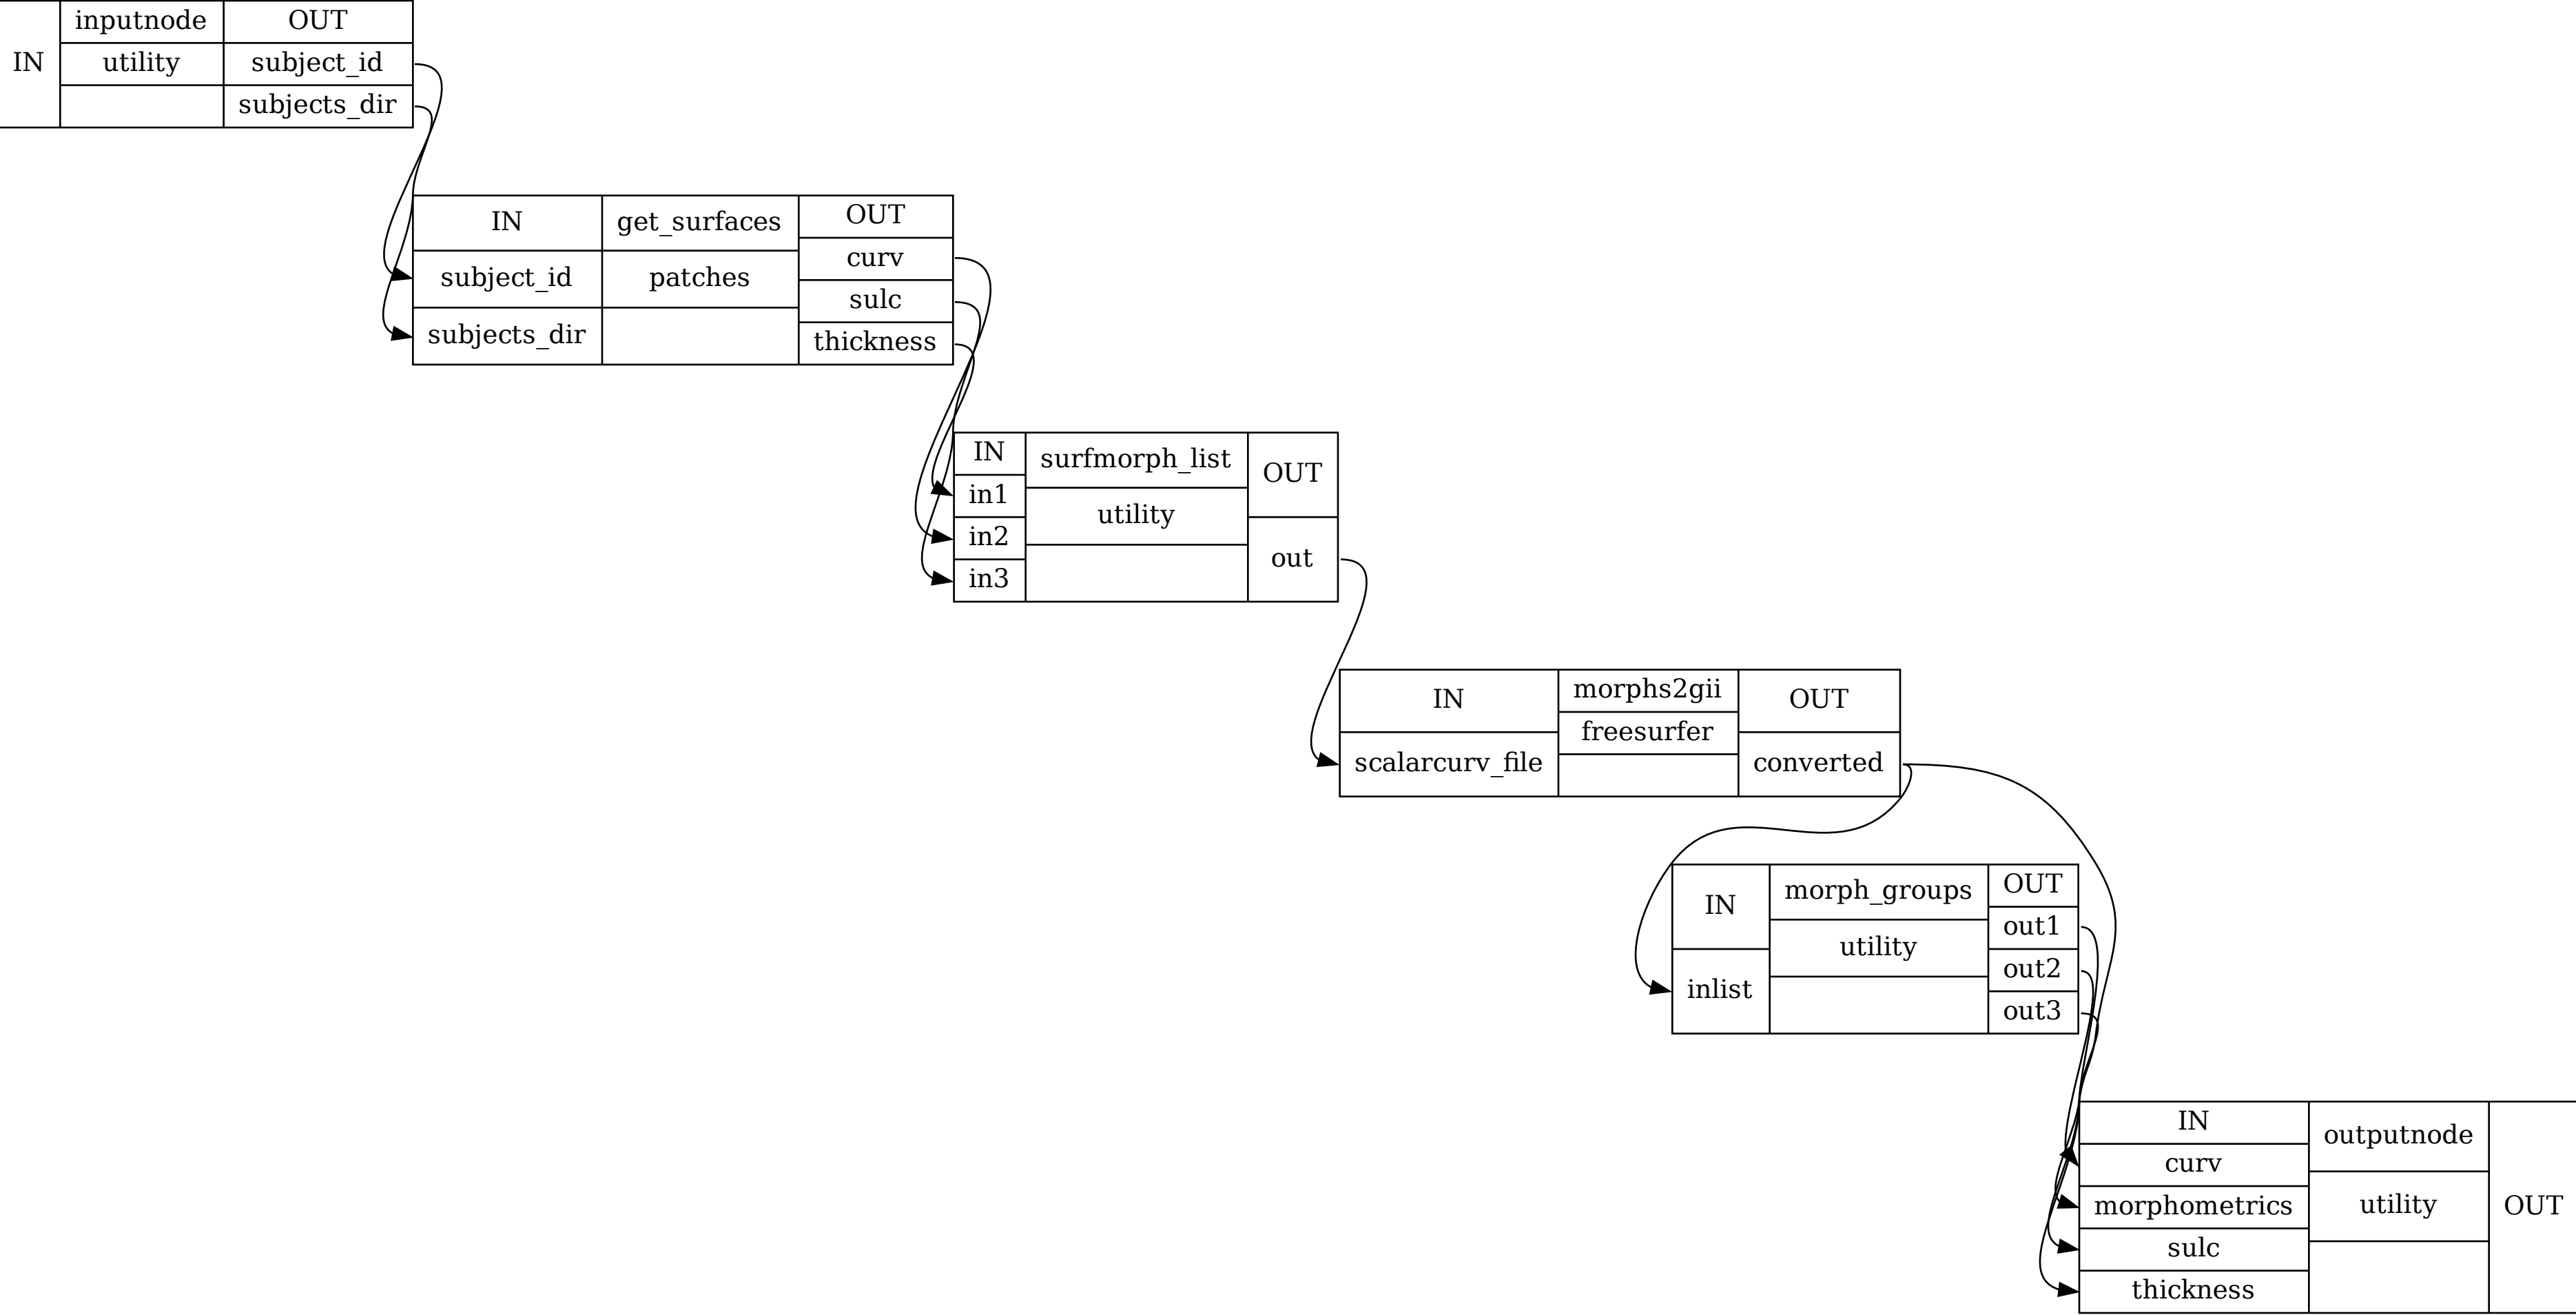 IN
inputnode
utility
OUT
subject_id
subjects_dir
IN
subject_id
subjects_dir
get_surfaces
patches
OUT
curv
sulc
thickness
IN
in1
in2
in3
surfmorph_list
utility
OUT
out
IN
scalarcurv_file
morphs2gii
freesurfer
OUT
converted
IN
inlist
morph_groups
utility
OUT
out1
out2
out3
IN
curv
morphometrics
sulc
thickness
outputnode
utility
OUT